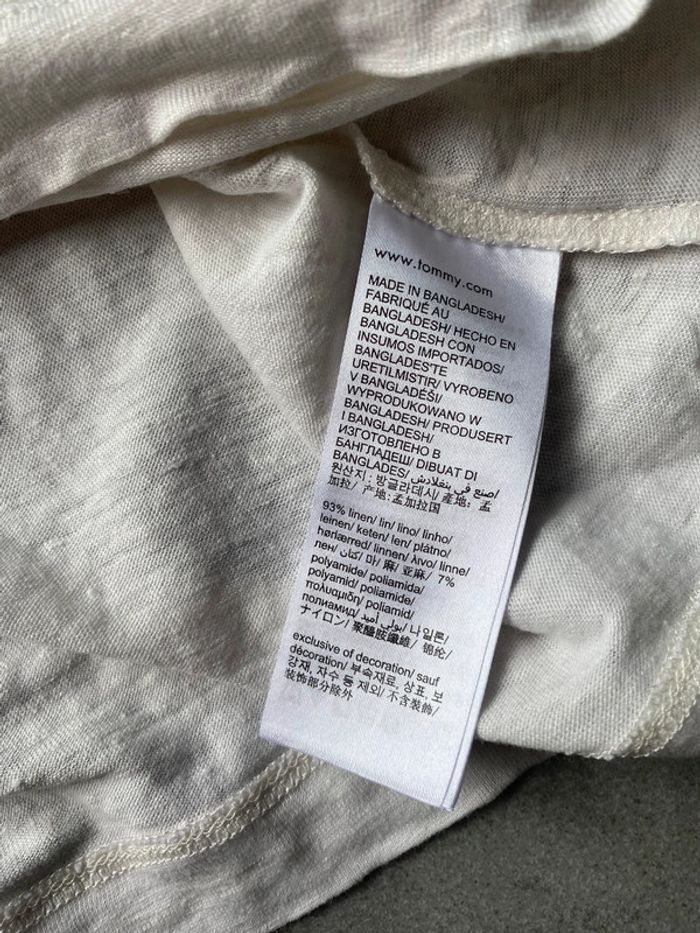 www.tommy.com
MADE IN BANGLADESH/
FABRIQUÉ AU
BANGLADESH/ HECHO EN
BANGLADESH CON
INSUMOS IMPORTADOS/
BANGLADEŞ'TE
URETILMISTIR/ VYROBENO
V BANGLADÉŠI/
WYPRODUKOWANO W
BANGLADESH/ PRODUSERT
I BANGLADESH/
ИЗГОТОВЛЕНО В
БАНГЛАДЕШ/ DIBUAT DI
BANGLADES/ صنع في بنغلادش/
원산지 : 방글라데시/ 產地: 孟
加拉/ 产地:孟加拉国
93% linen/ lin/ lino/ linho/
leinen/ keten/ len/ plátno/
hørlærred/ linnen/ λινο/ linne/
лен/ كتان/ 마/ 麻/ 亚麻/ 7%
polyamide/ poliamida/
polyamid/ poliamide/
πολυαμιδη/ poliamid/
полиамид/ بولي أميد/ 나일론/
ナイロン/ 聚醯胺纖維/ 锦纶/
exclusive of decoration/ sauf
décoration/ 부속재료, 상표, 보
강재, 자수 등 제외/ 不含裝飾/
装饰部分除外